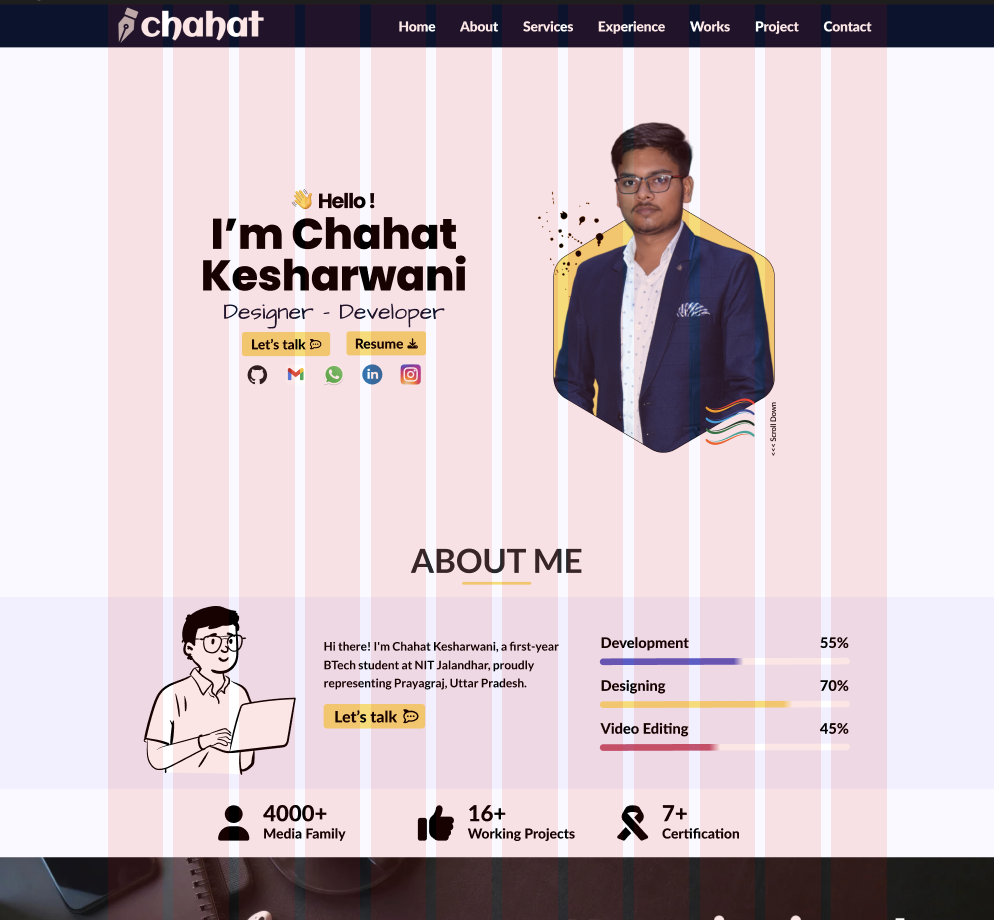 chahat
Home About Services Experience Works Project Contact
Hello !
I'm Chahat
Kesharwani
Designer - Developer
Let's talk
Resume
in
<<< Scroll Down
ABOUT ME
Hi there! I'm Chahat Kesharwani, a first-year
BTech student at NIT Jalandhar, proudly
representing Prayagraj, Uttar Pradesh.
Let's talk
Development 55%
Designing 70%
Video Editing 45%
4000+
Media Family
16+
Working Projects
7+
Certification